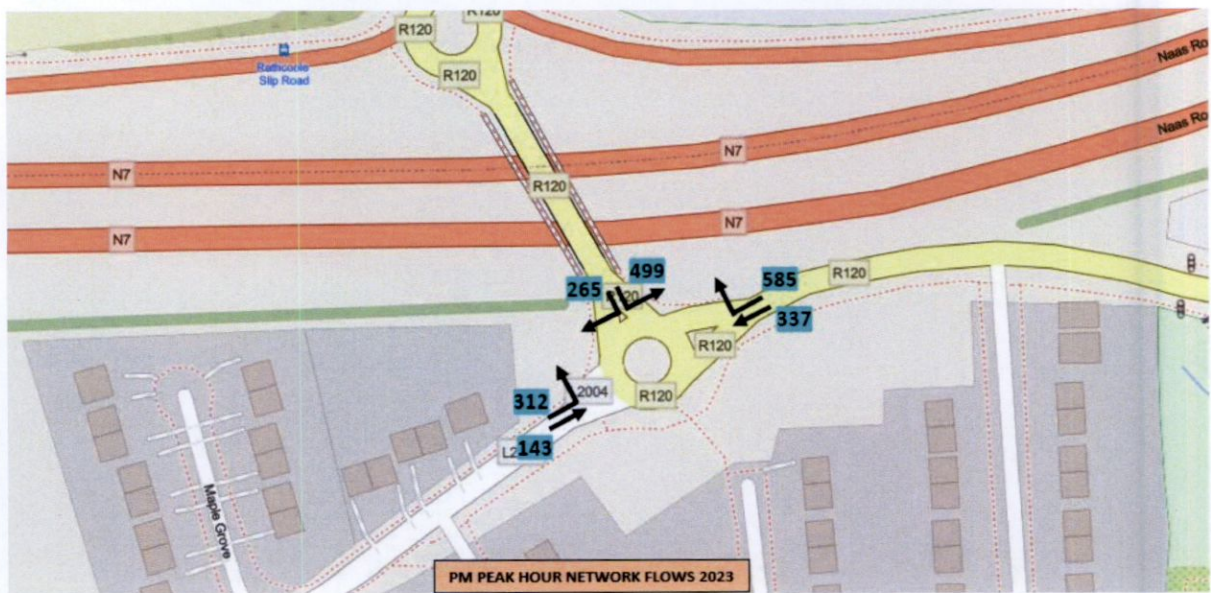 R120
R120
Naas Ro
Rathcoole
Slip Road
R120
Naas Ro
N7
N7
R120
N7
N7
499
585
R120
265
337
R120
312
2004
R120
143
Maple Grove
PM PEAK HOUR NETWORK FLOWS 2023